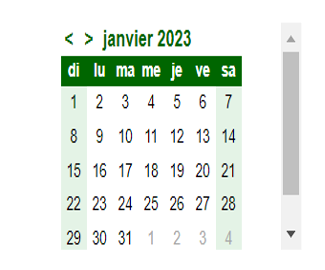 < > janvier 2023
di lu ma me je ve sa
1 2 3 4 5 6 7
8 9 10 11 12 13 14
15 16 17 18 19 20 21
22 23 24 25 26 27 28
29 30 31 1 2 3 4